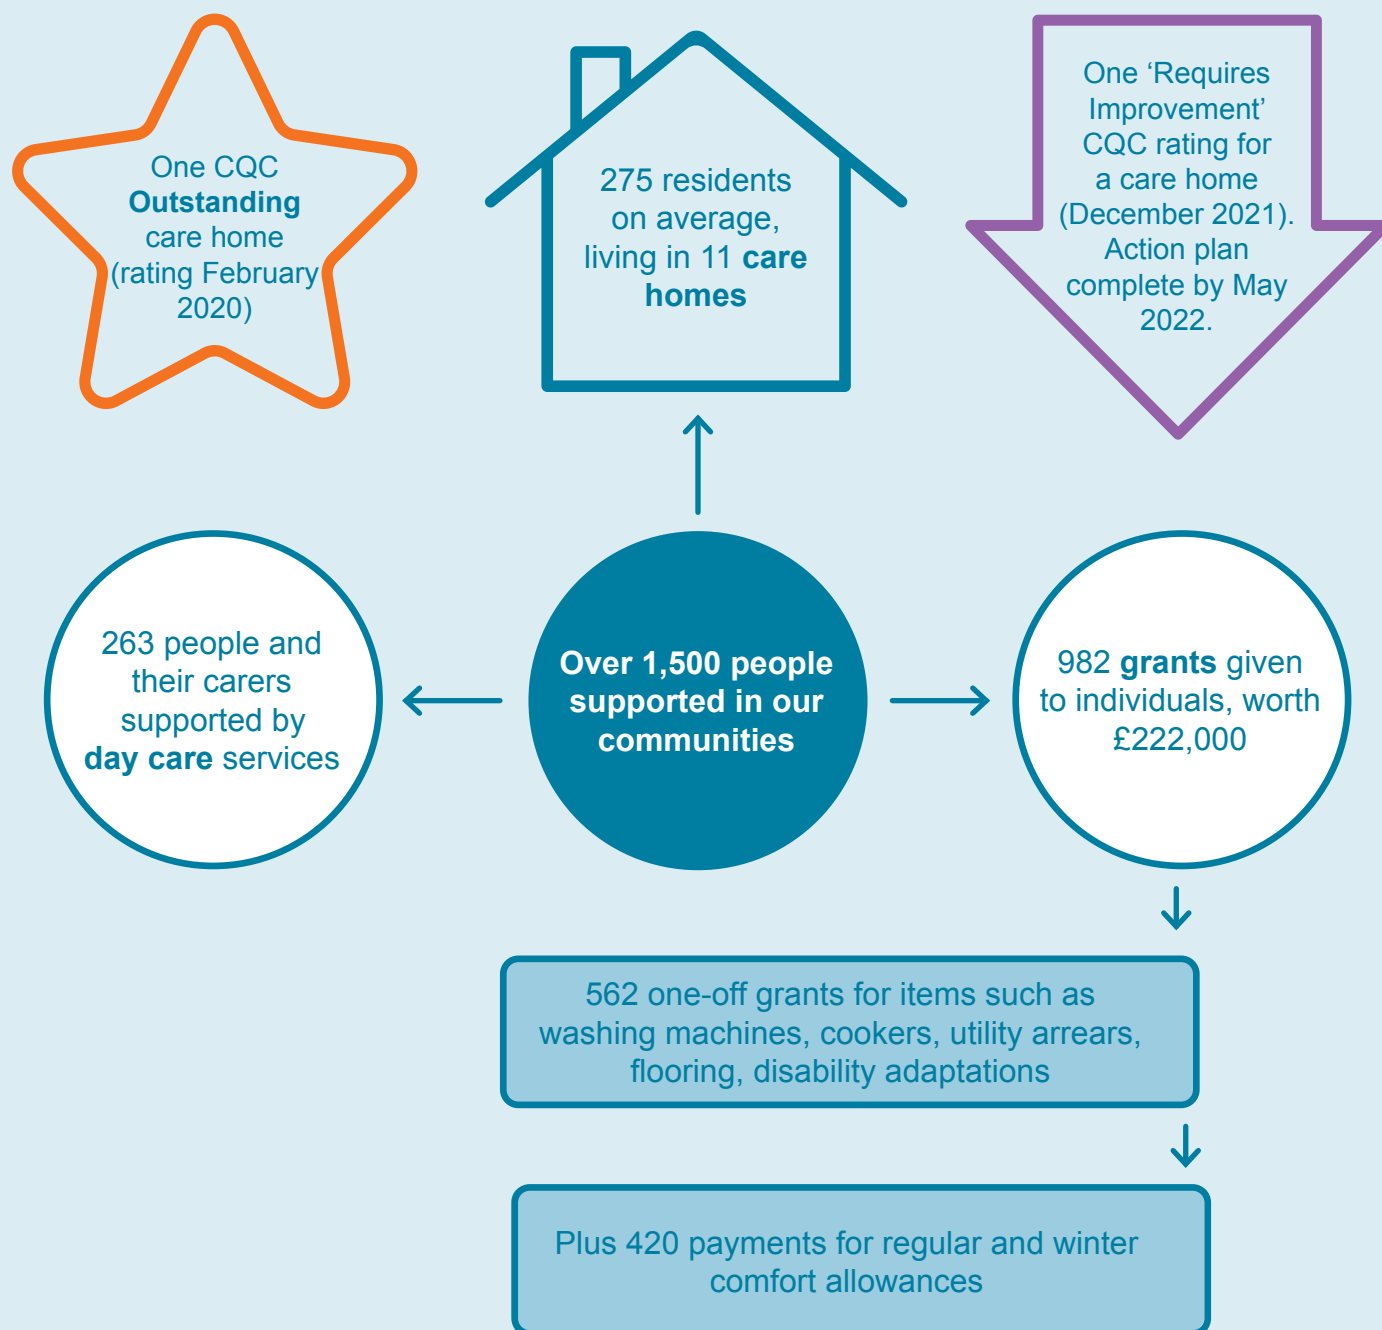 One CQC
Outstanding
care home
(rating February
2020)
275 residents
on average,
living in 11 care
homes
One ‘Requires
Improvement’
CQC rating for
a care home
(December 2021).
Action plan
complete by May
2022.
263 people and
their carers
supported by
day care services
Over 1,500 people
supported in our
communities
982 grants given
to individuals, worth
£222,000
562 one-off grants for items such as
washing machines, cookers, utility arrears,
flooring, disability adaptations
Plus 420 payments for regular and winter
comfort allowances